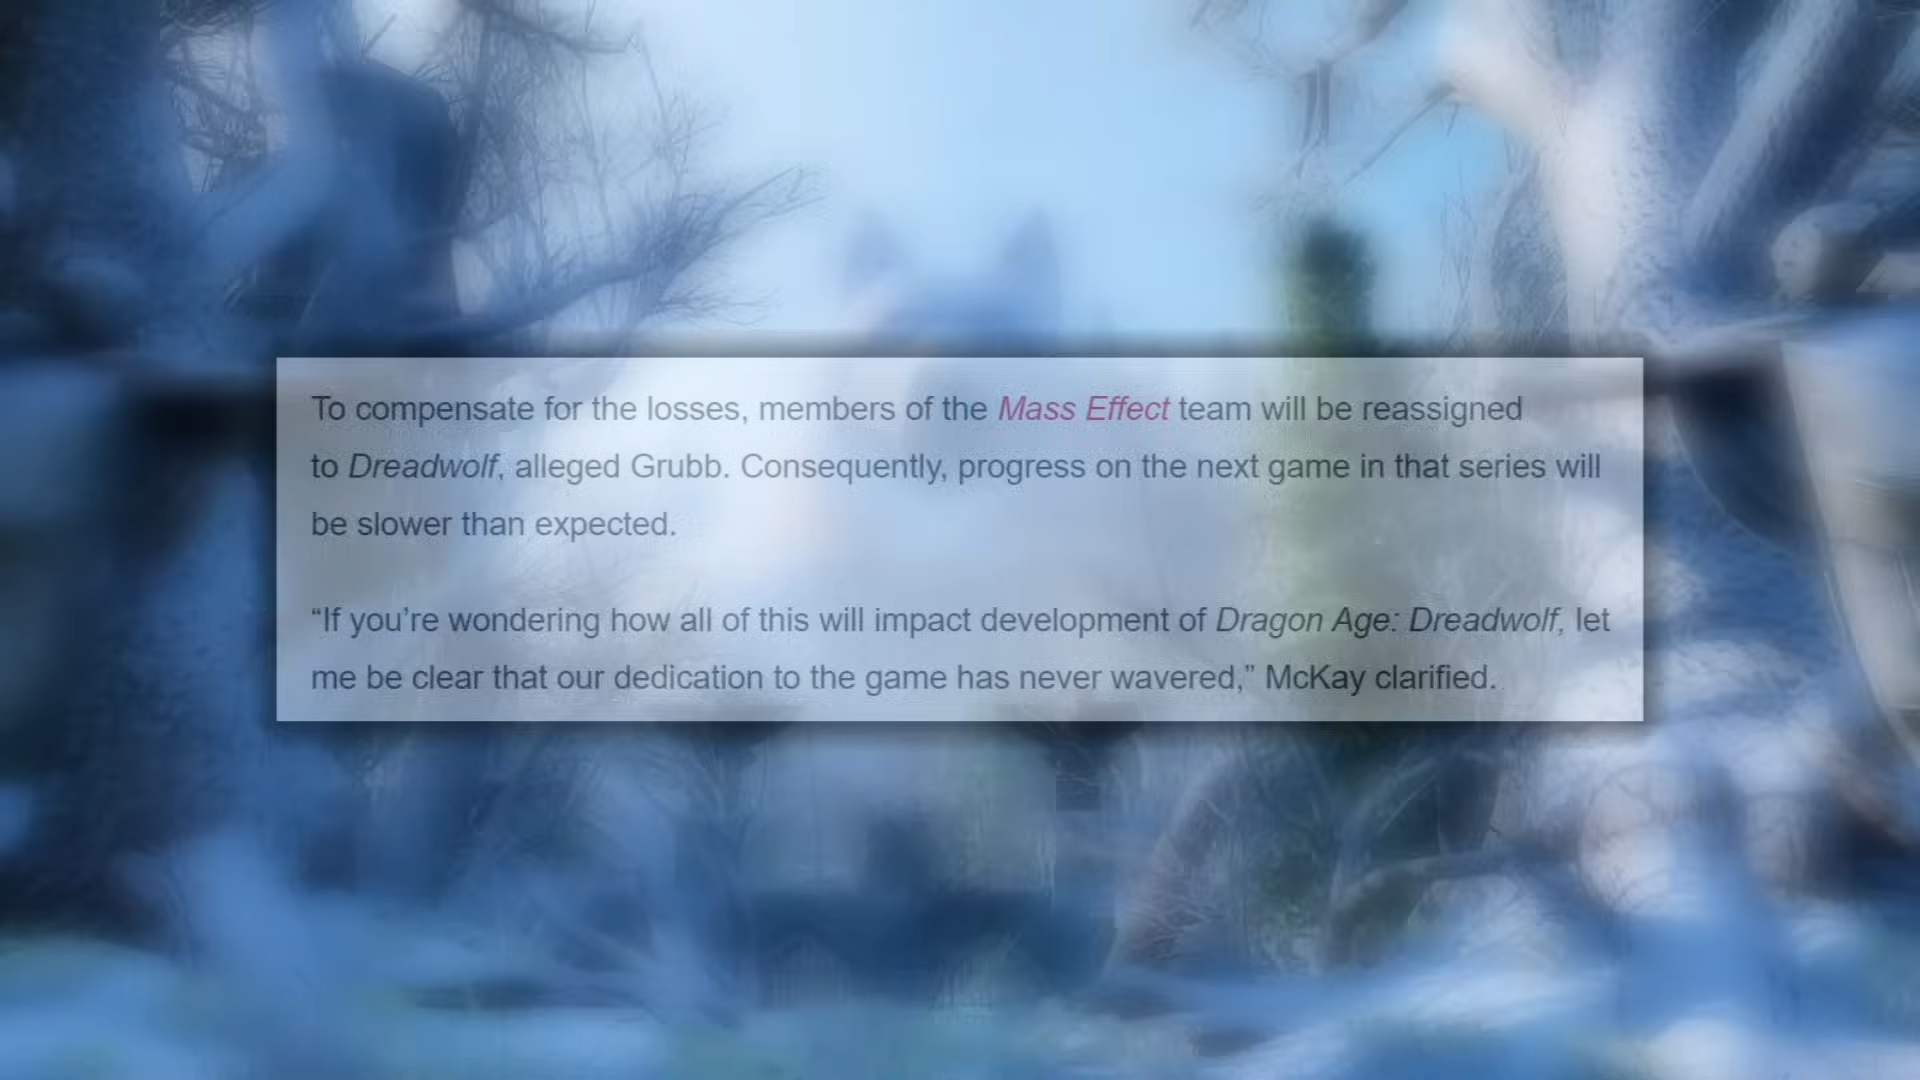 To compensate for the losses, members of the Mass Effect team will be reassigned
to Dreadwolf, alleged Grubb. Consequently, progress on the next game in that series will
be slower than expected.
“If you’re wondering how all of this will impact development of Dragon Age: Dreadwolf, let
me be clear that our dedication to the game has never wavered,” McKay clarified.